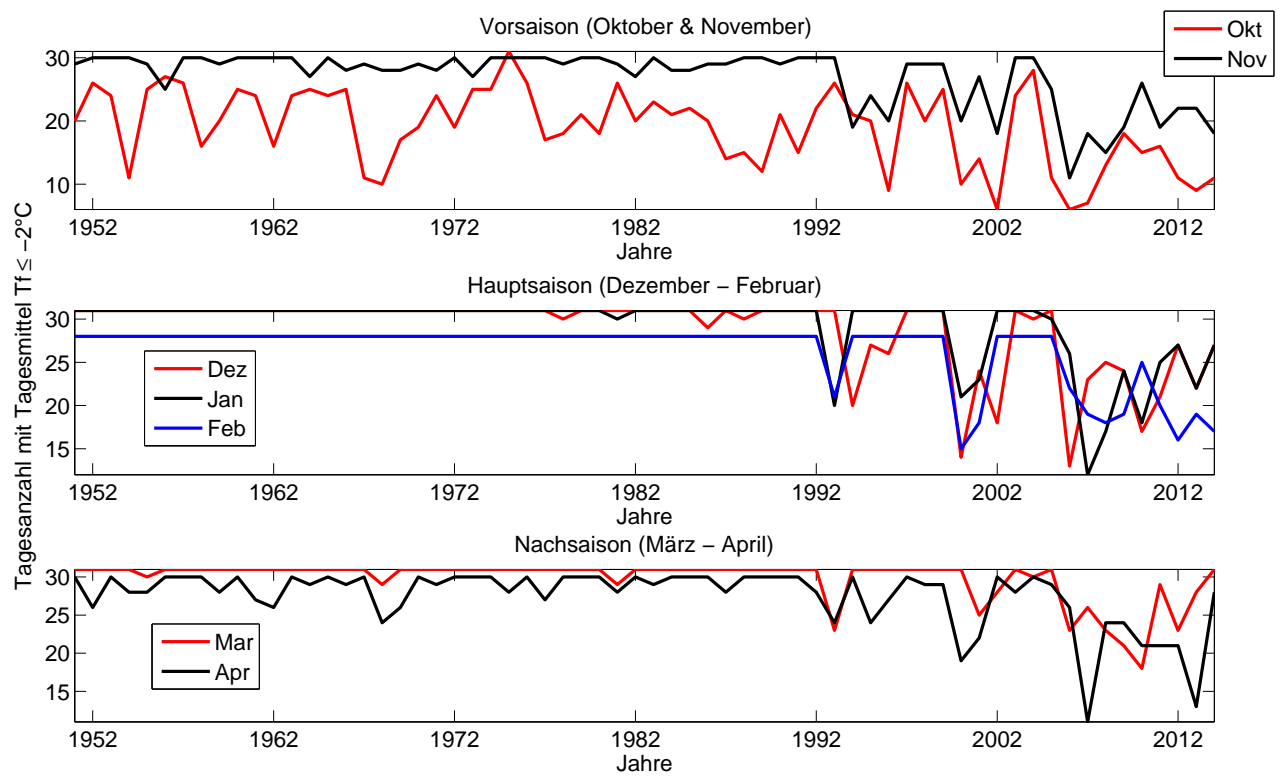 Vorsaison (Oktober & November)
Okt
Nov
30
20
10
1952 1962 1972 1982 1992 2002 2012
Jahre
Tagesanzahl mit Tagesmittel Tf ≤ −2°C
Hauptsaison (Dezember − Februar)
30
25
20
15
Dez
Jan
Feb
1952 1962 1972 1982 1992 2002 2012
Jahre
Nachsaison (März − April)
30
25
20
15
Mar
Apr
1952 1962 1972 1982 1992 2002 2012
Jahre